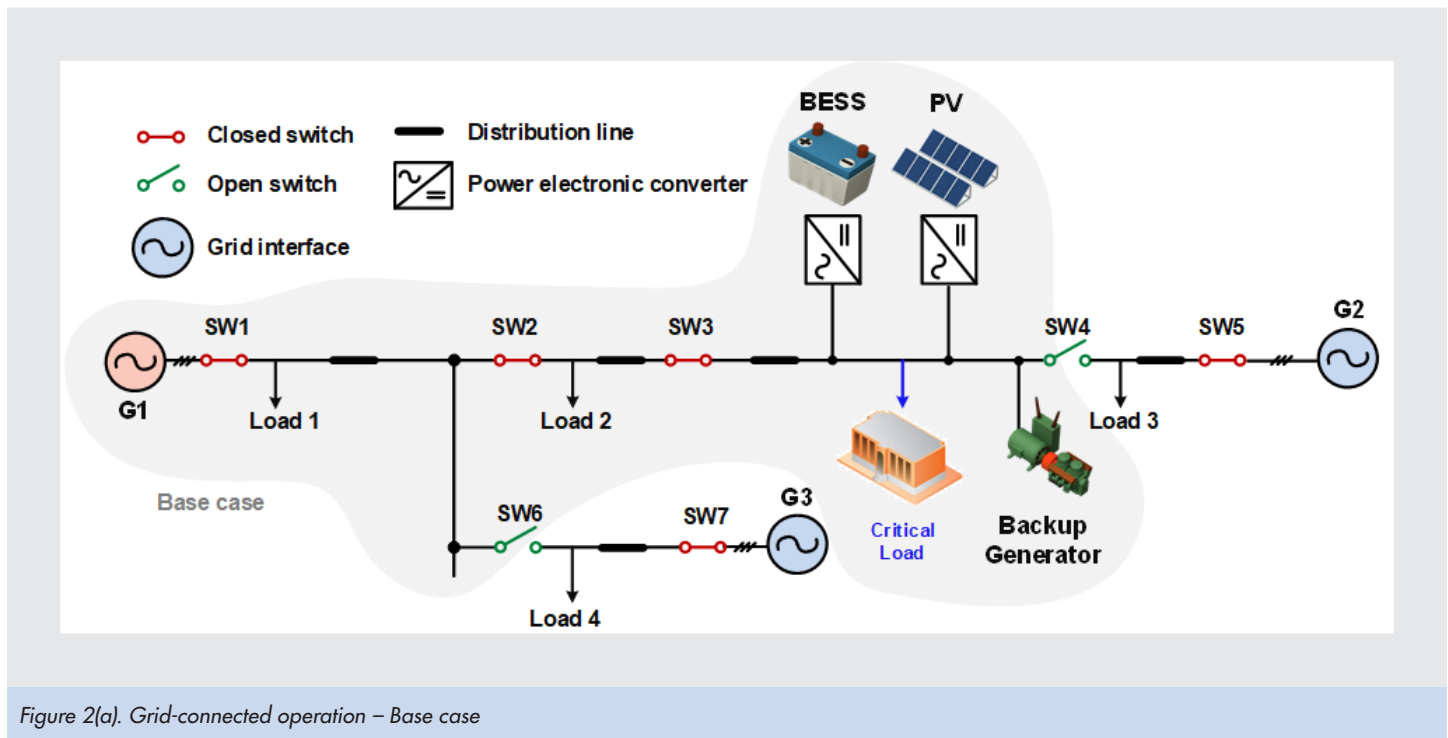 BESS
PV
Closed switch
Distribution line
Open switch
Power electronic converter
Grid interface
SW1
SW2
SW3
SW4
SW5
G2
G1
Load 1
Load 2
Load 3
Base case
SW6
SW7
G3
Critical
Load
Backup
Generator
Load 4
Figure 2(a). Grid-connected operation – Base case